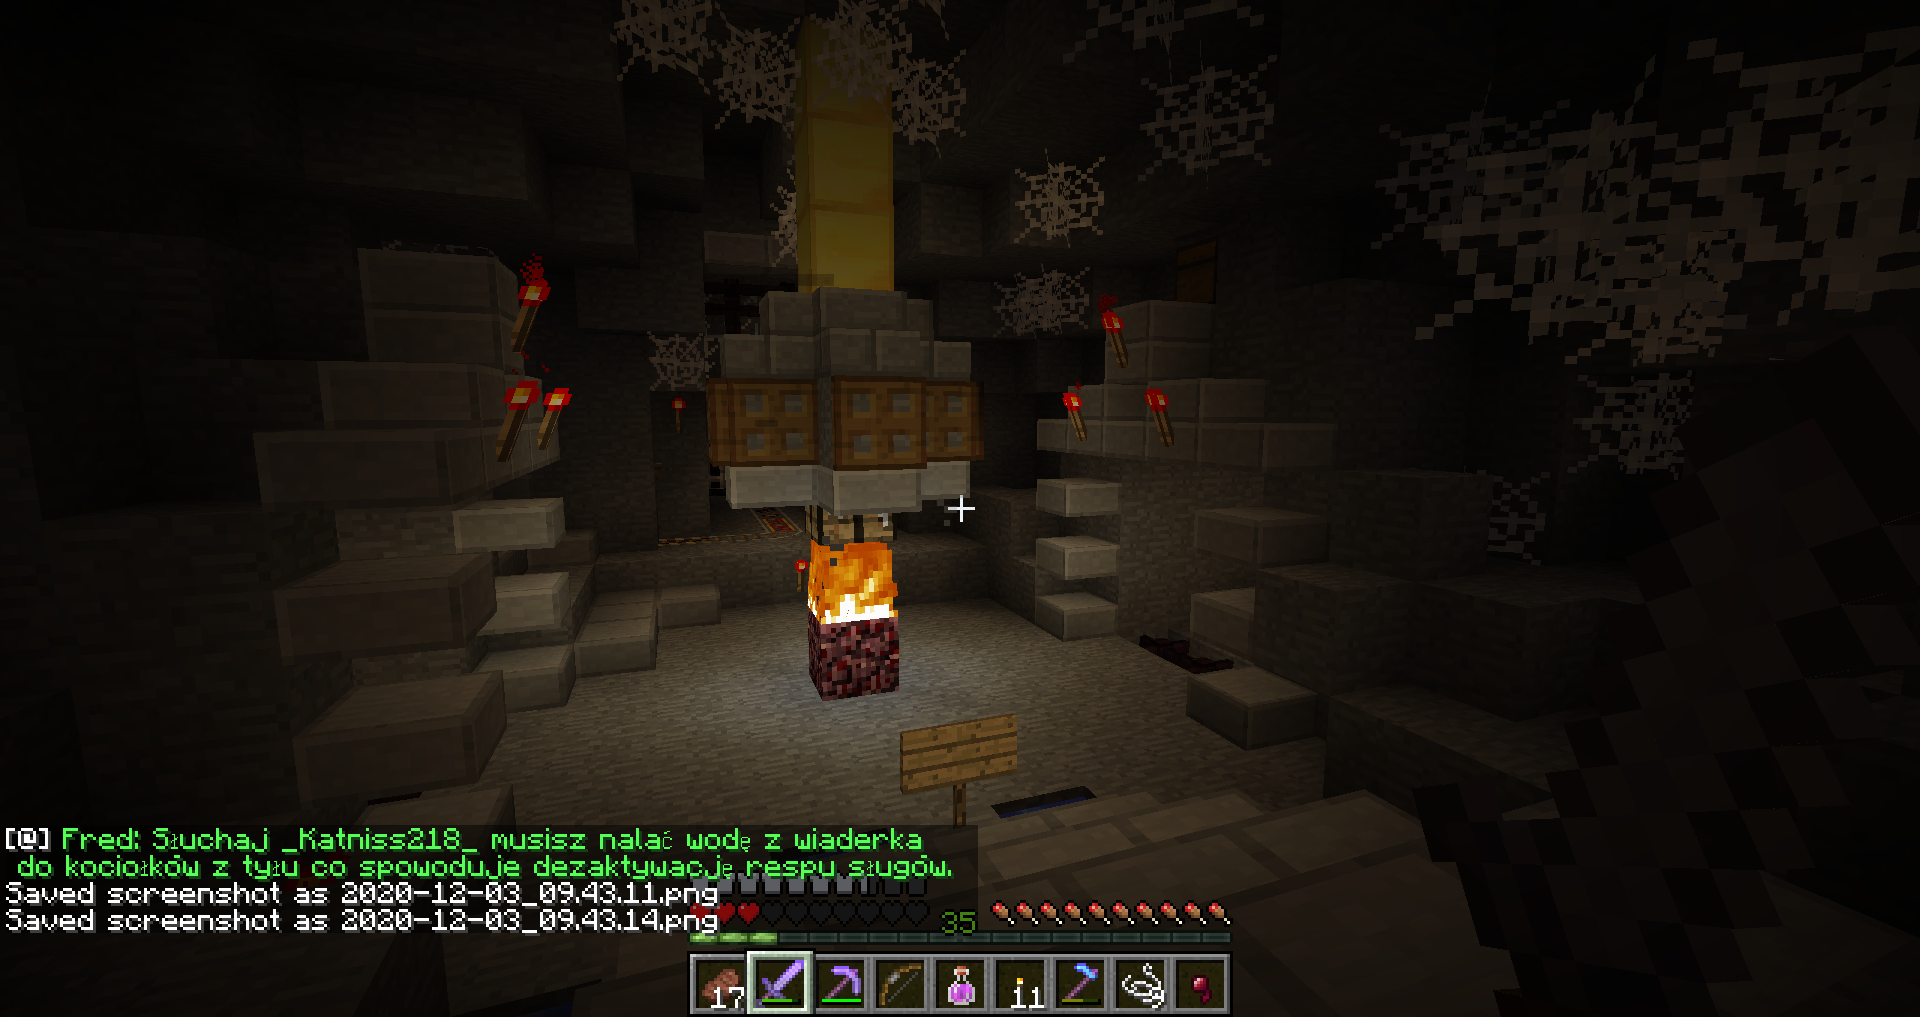 [@] Fred: Słuchaj _Katniss218_ musisz nalać wodę z wiaderka
do kociołków z tyłu co spowoduje dezaktywację respu sługów.
Saved screenshot as 2020-12-03_09.43.11.png
Saved screenshot as 2020-12-03_09.43.14.png
35
17
11